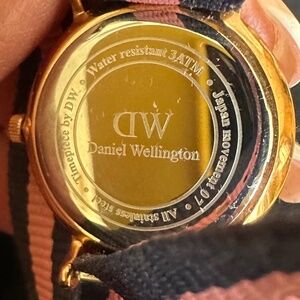 Water resistant 3ATM
Japan movement 07
All stainless steel
Timepiece by DW
DW
Daniel Wellington